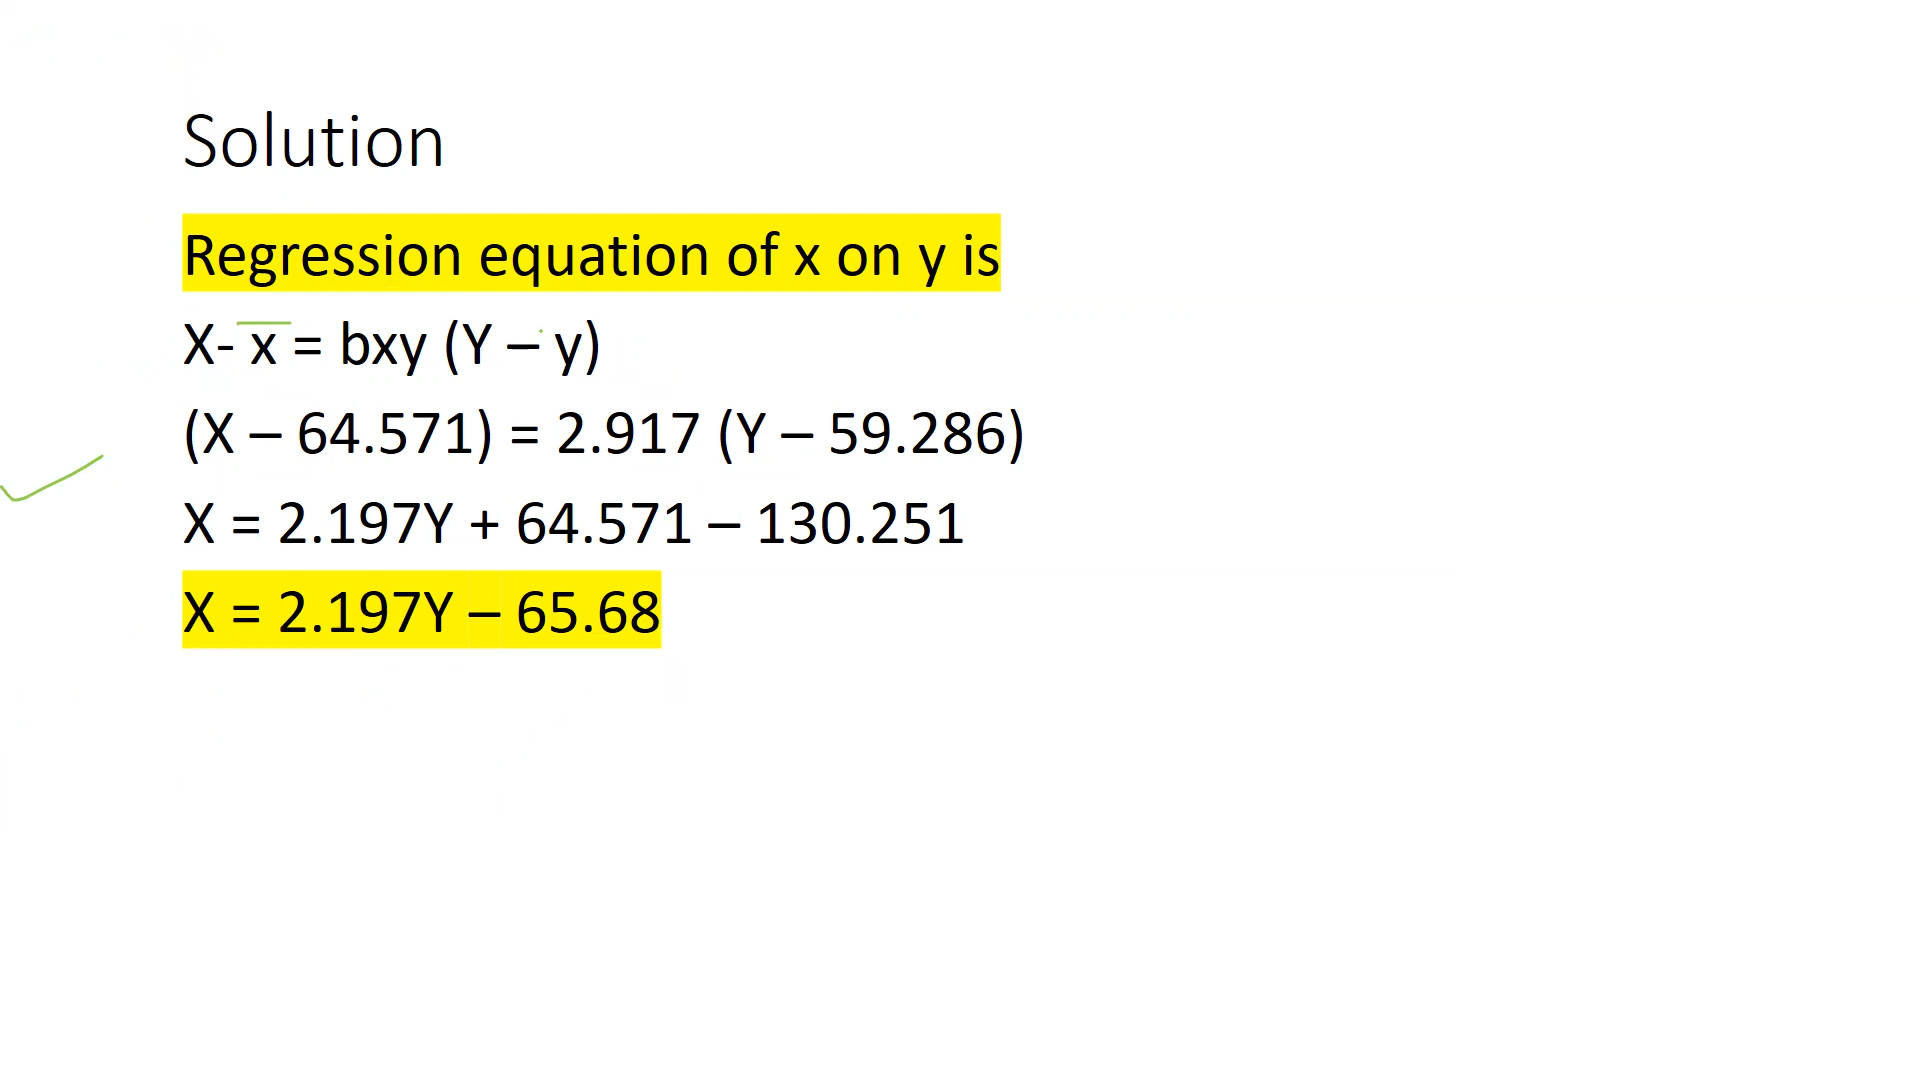 Solution
Regression equation of x on y is
X- x̅ = bxy (Y – y)
(X – 64.571) = 2.917 (Y – 59.286)
X = 2.197Y + 64.571 – 130.251
X = 2.197Y – 65.68